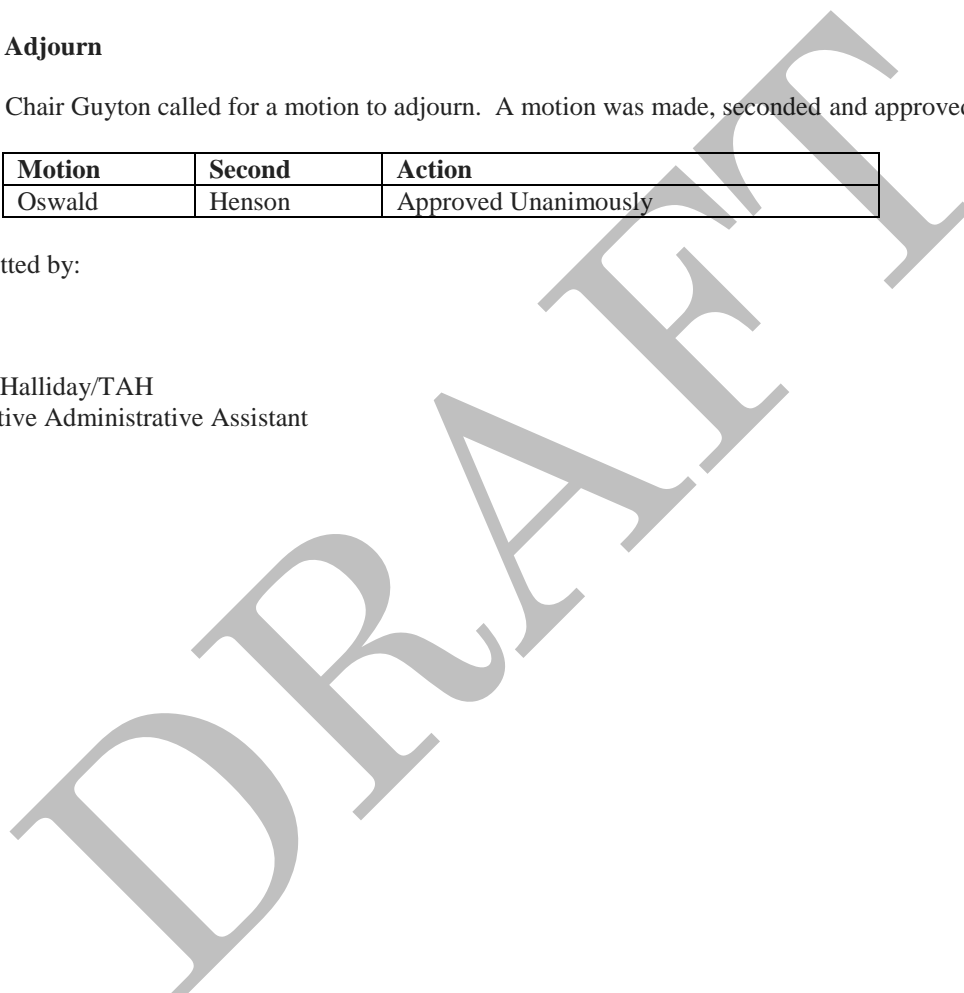 Adjourn
Chair Guyton called for a motion to adjourn. A motion was made, seconded and approved
Motion Second Action
Oswald Henson Approved Unanimously
tted by:
Halliday/TAH
tive Administrative Assistant
DRAFT